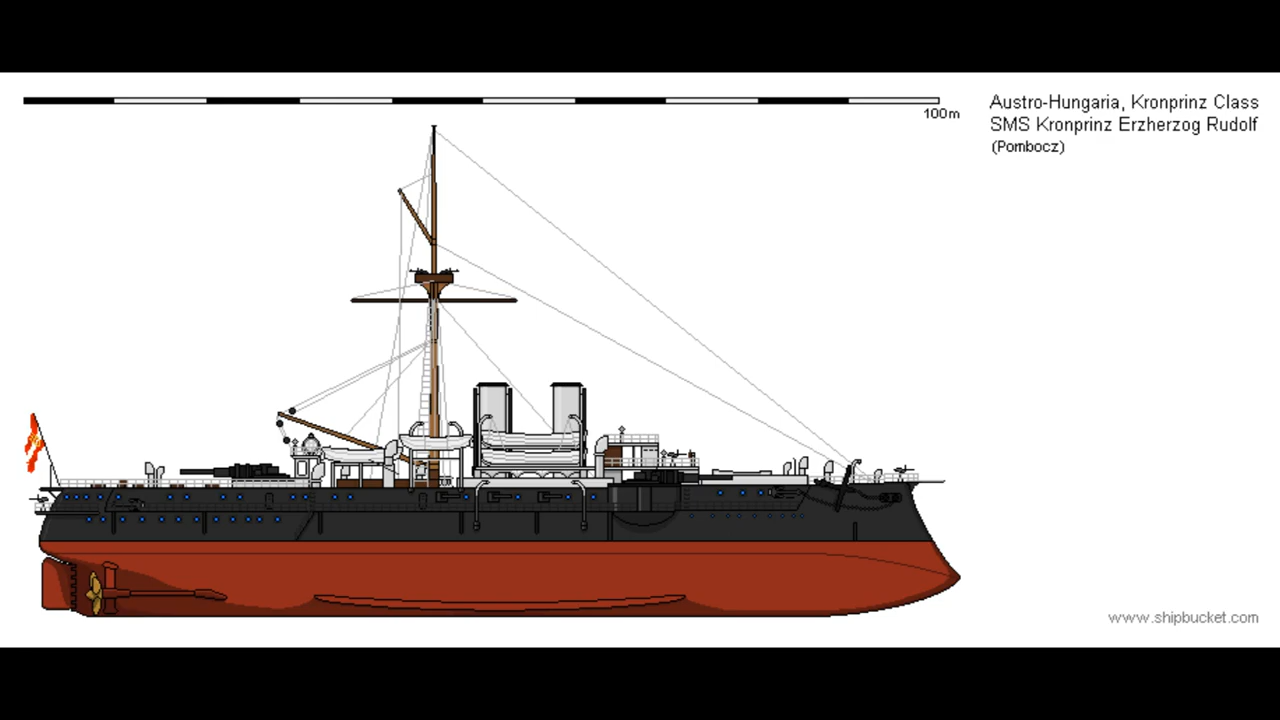 100m
Austro-Hungaria, Kronprinz Class
SMS Kronprinz Erzherzog Rudolf
(Pombocz)
www.shipbucket.com